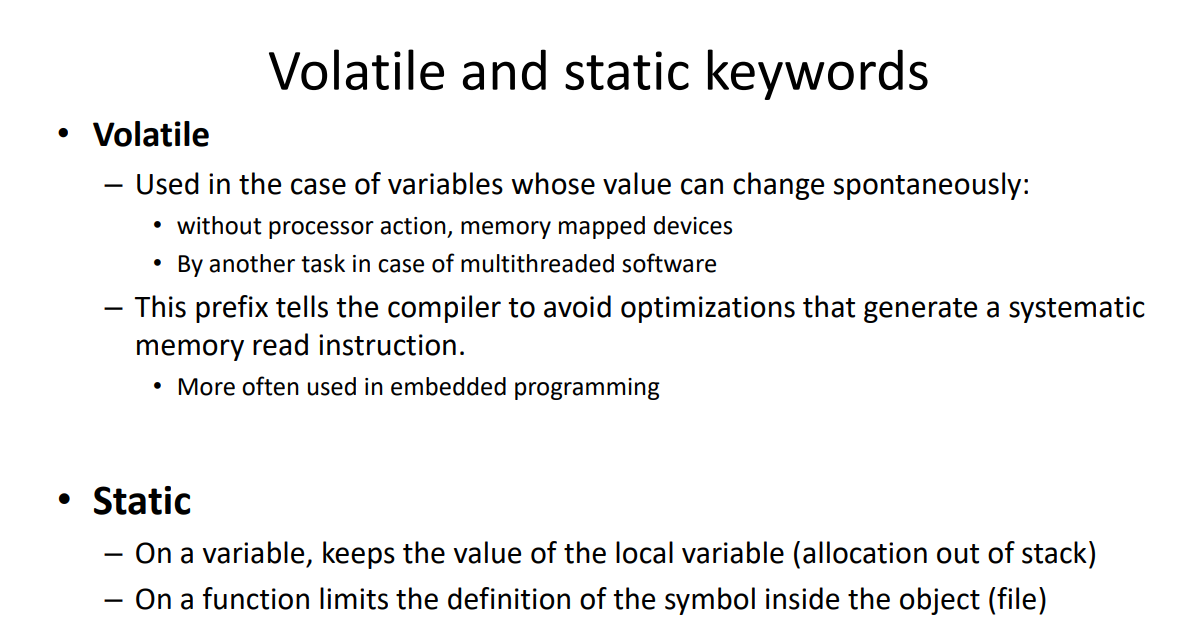 Volatile and static keywords
• Volatile
– Used in the case of variables whose value can change spontaneously:
• without processor action, memory mapped devices
• By another task in case of multithreaded software
– This prefix tells the compiler to avoid optimizations that generate a systematic
memory read instruction.
• More often used in embedded programming
• Static
– On a variable, keeps the value of the local variable (allocation out of stack)
– On a function limits the definition of the symbol inside the object (file)